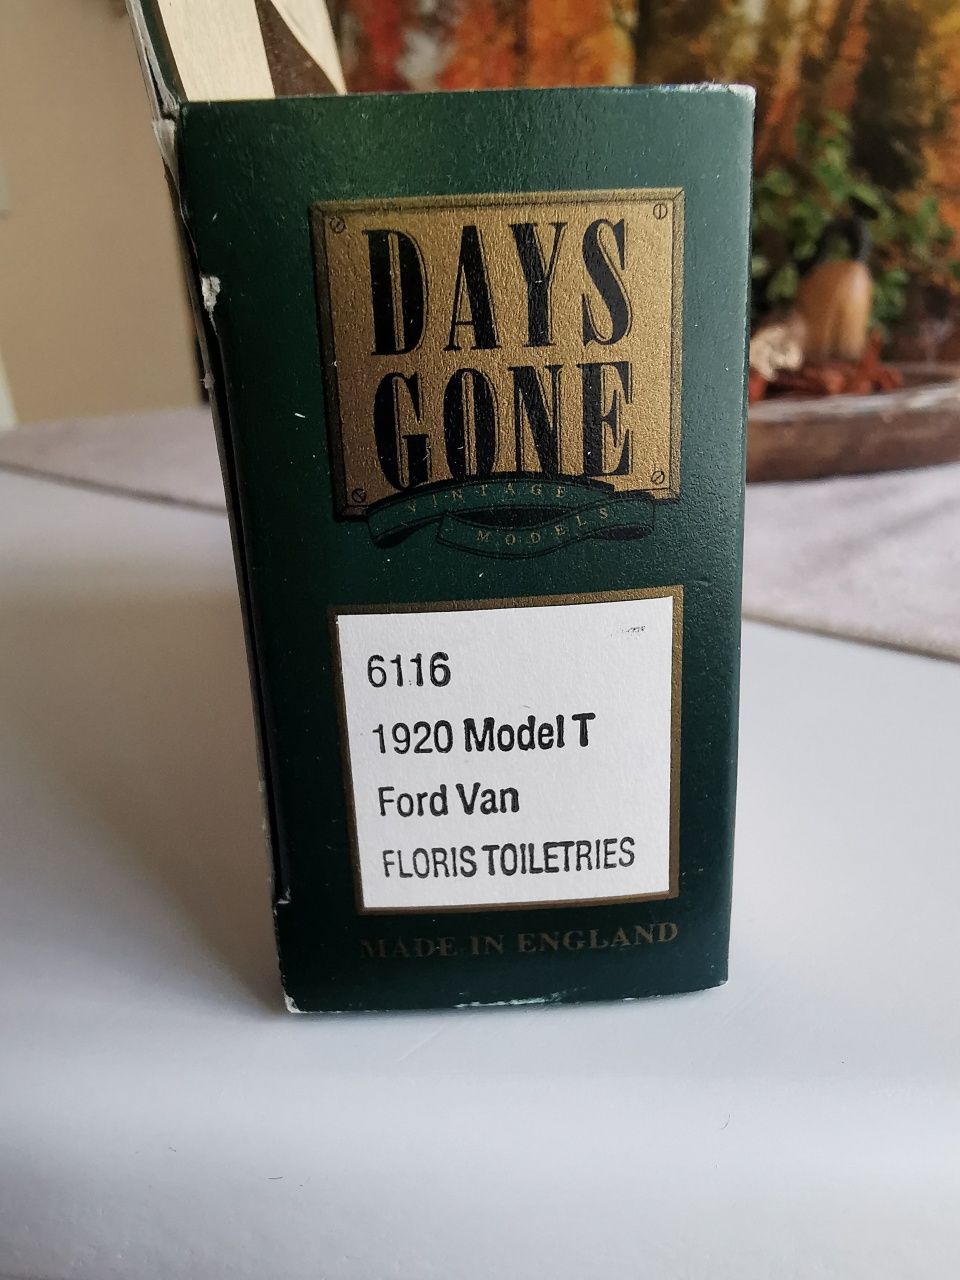 DAYS
GONE
VINTAGE
MODELS
6116
1920 Model T
Ford Van
FLORIS TOILETRIES
MADE IN ENGLAND